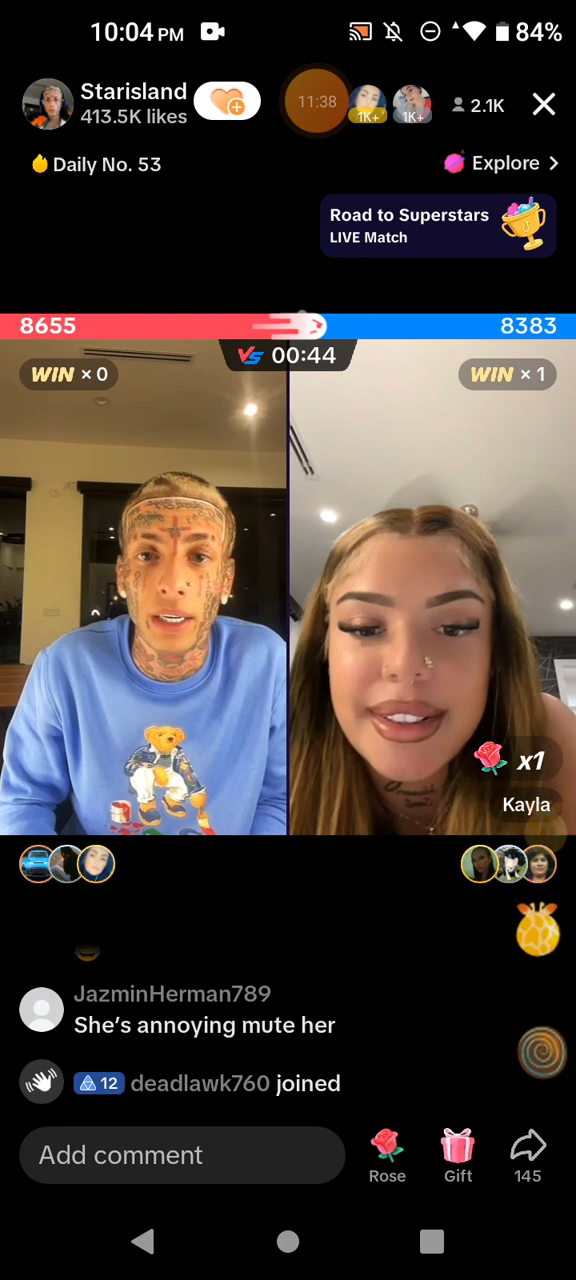 10:04 PM
84%
Starisland
413.5K likes
11:38
1K+
1K+
2.1K
Daily No. 53
Explore >
Road to Superstars
LIVE Match
8655
8383
VS 00:44
WIN × 0
WIN × 1
x1
Kayla
JazminHerman789
She's annoying mute her
12 deadlawk760 joined
Add comment
Rose
Gift
145